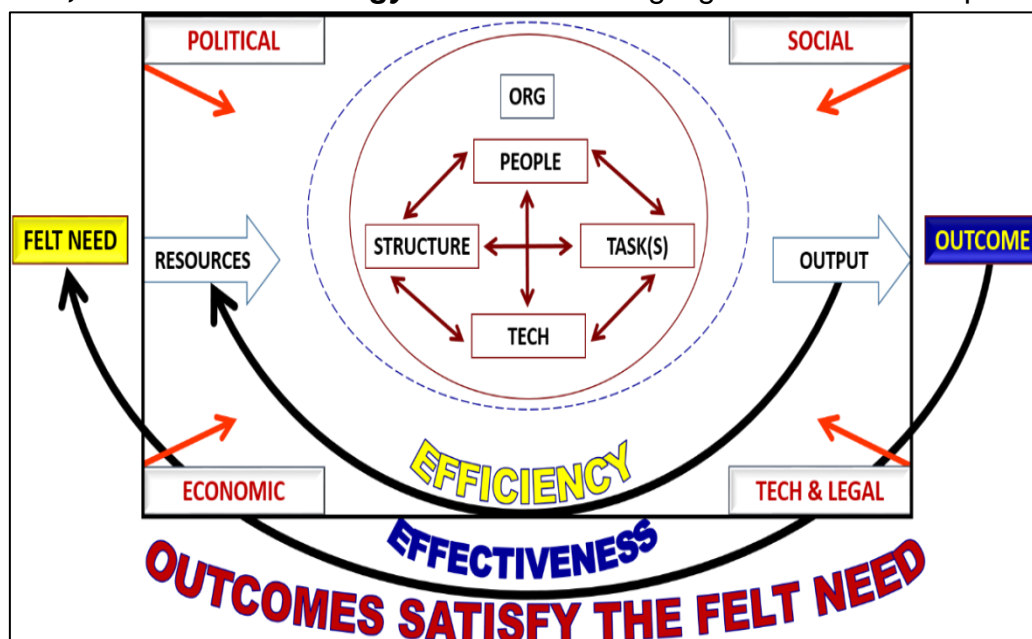 gy
POLITICAL
SOCIAL
ORG
PEOPLE
FELT NEED
RESOURCES
STRUCTURE
TASK(S)
OUTPUT
OUTCOME
TECH
EFFICIENCY
ECONOMIC
TECH & LEGAL
EFFECTIVENESS
OUTCOMES SATISFY THE FELT NEED